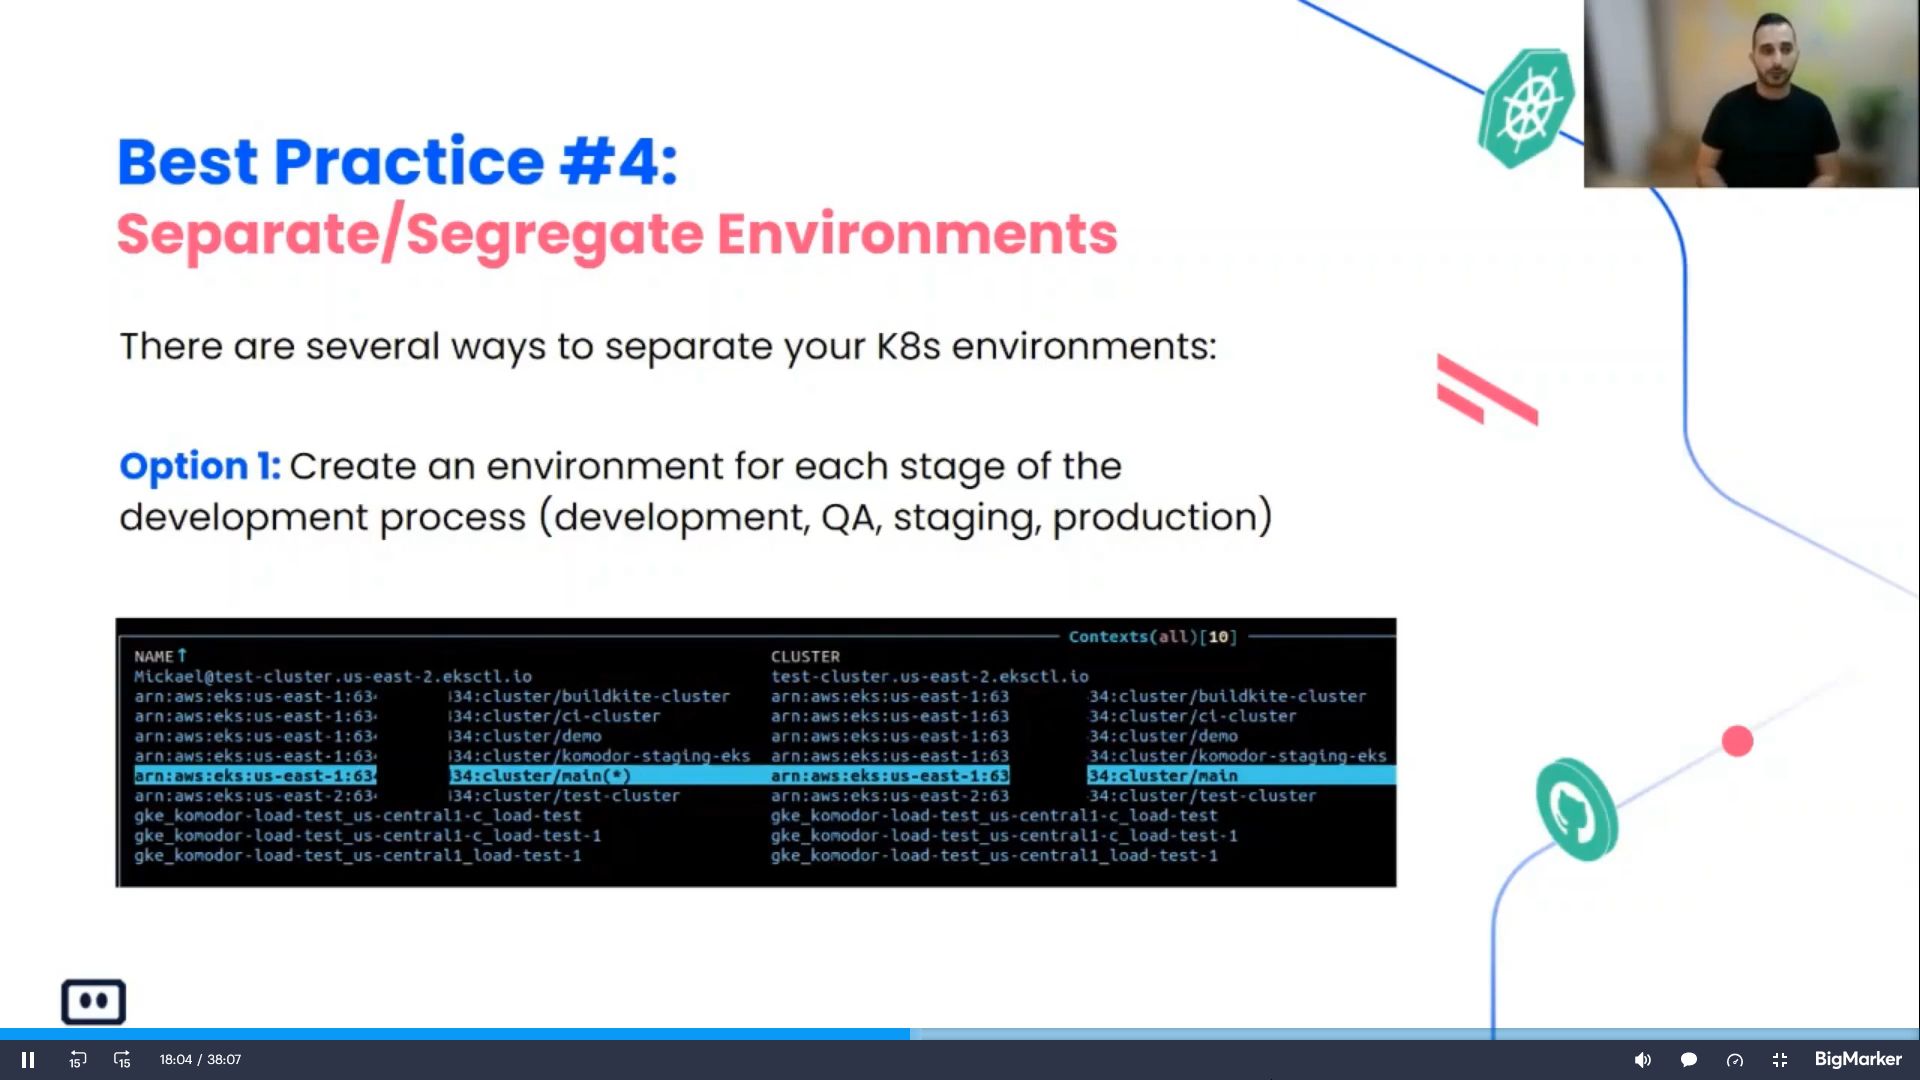 Best Practice #4:
Separate/Segregate Environments
There are several ways to separate your K8s environments:
Option 1: Create an environment for each stage of the
development process (development, QA, staging, production)
Contexts(all)[10]
NAME↑ CLUSTER
Mickael@test-cluster.us-east-2.eksctl.io test-cluster.us-east-2.eksctl.io
arn:aws:eks:us-east-1:63 34:cluster/buildkite-cluster arn:aws:eks:us-east-1:63 34:cluster/buildkite-cluster
arn:aws:eks:us-east-1:63 34:cluster/ci-cluster arn:aws:eks:us-east-1:63 34:cluster/ci-cluster
arn:aws:eks:us-east-1:63 34:cluster/demo arn:aws:eks:us-east-1:63 34:cluster/demo
arn:aws:eks:us-east-1:63 34:cluster/komodor-staging-eks arn:aws:eks:us-east-1:63 34:cluster/komodor-staging-eks
arn:aws:eks:us-east-1:63 34:cluster/main(*) arn:aws:eks:us-east-1:63 34:cluster/main
arn:aws:eks:us-east-2:63 34:cluster/test-cluster arn:aws:eks:us-east-2:63 34:cluster/test-cluster
gke_komodor-load-test_us-central1-c_load-test gke_komodor-load-test_us-central1-c_load-test
gke_komodor-load-test_us-central1-c_load-test-1 gke_komodor-load-test_us-central1-c_load-test-1
gke_komodor-load-test_us-central1_load-test-1 gke_komodor-load-test_us-central1_load-test-1
15 15 18:04 / 38:07 BigMarker